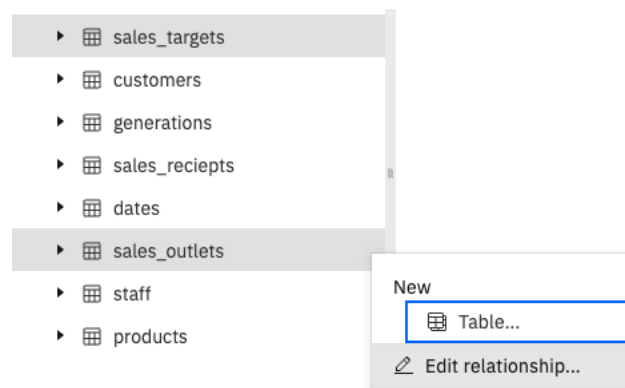 sales_targets
customers
generations
sales_reciepts
dates
sales_outlets
staff
products
New
Table...
Edit relationship...